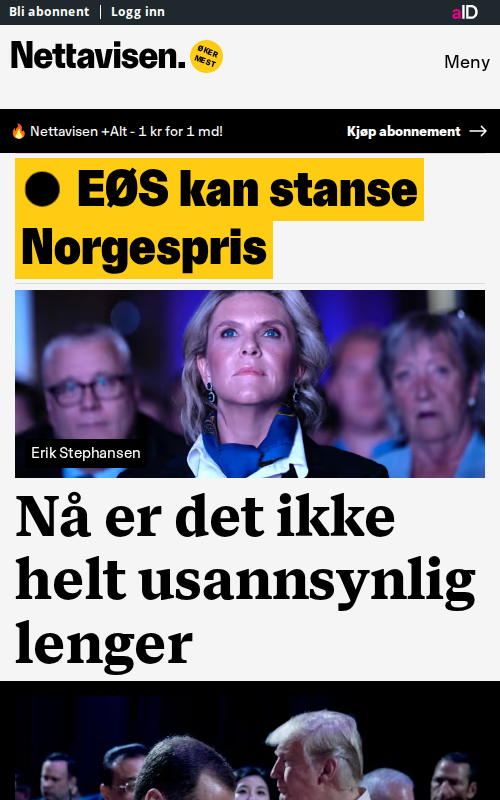 Bli abonnent | Logg inn
aID
Nettavisen.
ØKER
MEST
Meny
Nettavisen +Alt - 1 kr for 1 md!
Kjøp abonnement →
EØS kan stanse
Norgespris
Erik Stephansen
Nå er det ikke
helt usannsynlig
lenger